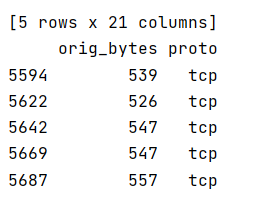 [5 rows x 21 columns]
orig_bytes proto
5594 539 tcp
5622 526 tcp
5642 547 tcp
5669 547 tcp
5687 557 tcp